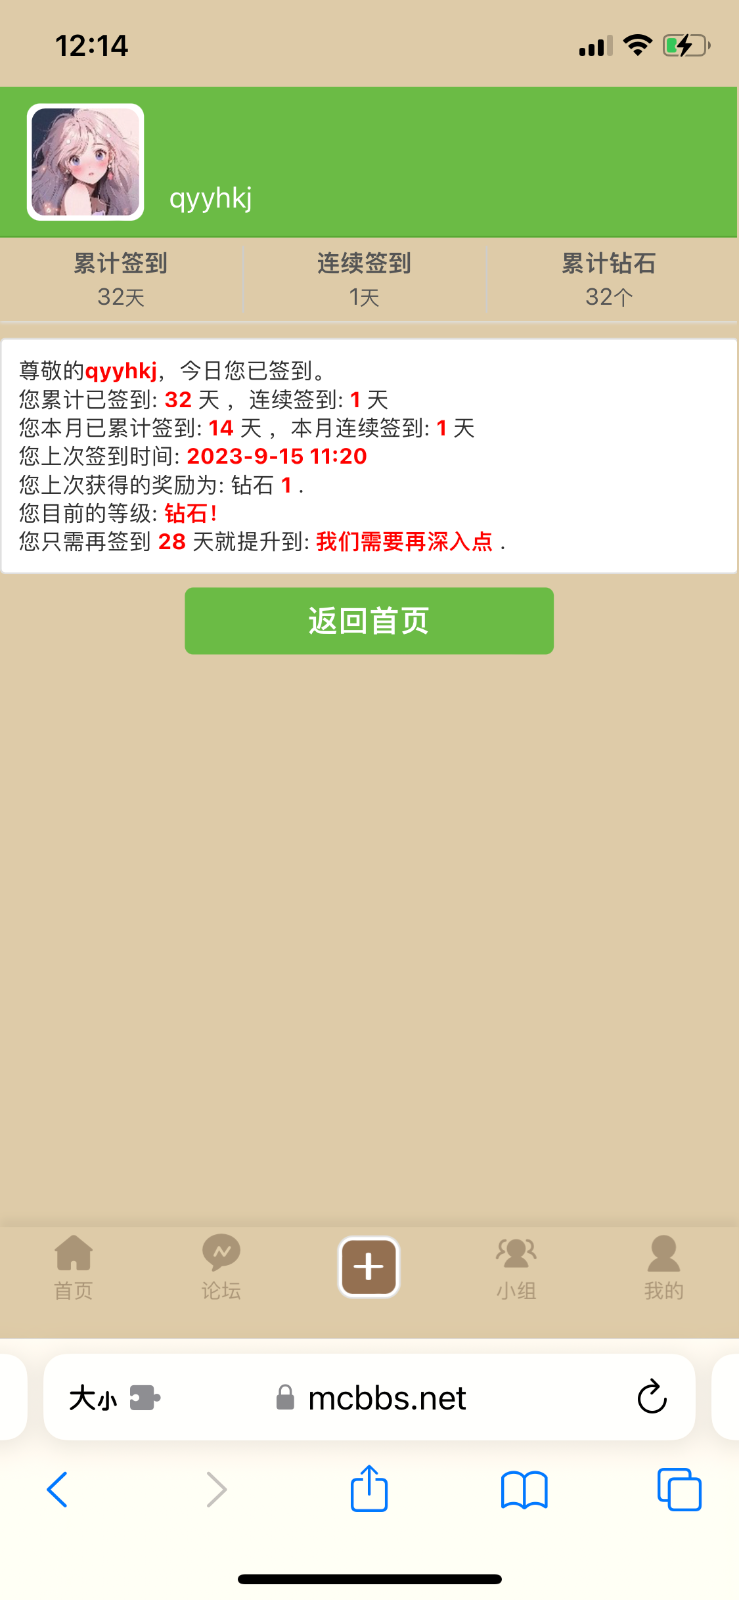 12:14
qyyhkj
累计签到 连续签到 累计钻石
32天 1天 32个
尊敬的qyyhkj，今日您已签到。
您累计已签到: 32 天 ，连续签到: 1 天
您本月已累计签到: 14 天 ，本月连续签到: 1 天
您上次签到时间: 2023-9-15 11:20
您上次获得的奖励为: 钻石 1 .
您目前的等级: 钻石!
您只需再签到 28 天就提升到: 我们需要再深入点 .
返回首页
首页 论坛 小组 我的
大小 mcbbs.net